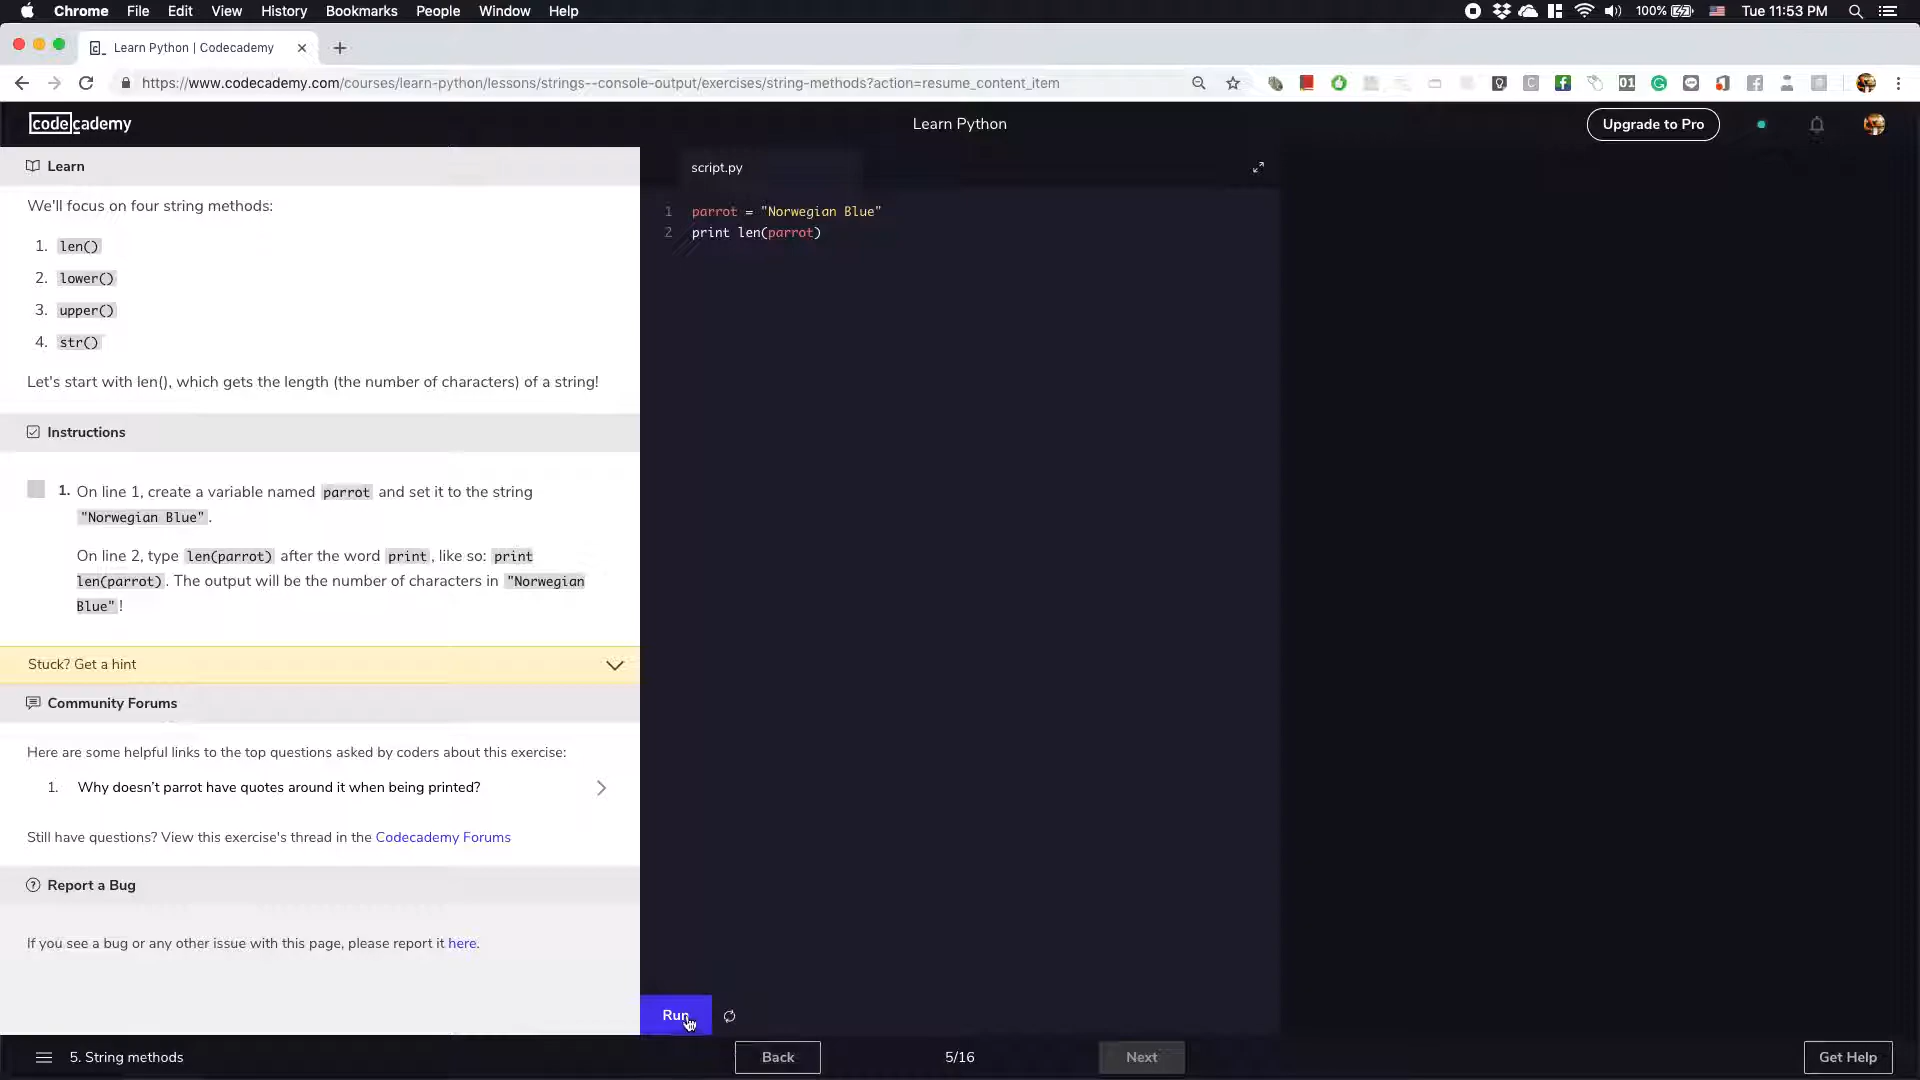 Chrome File Edit View History Bookmarks People Window Help 100% Tue 11:53 PM
Learn Python | Codecademy
https://www.codecademy.com/courses/learn-python/lessons/strings--console-output/exercises/string-methods?action=resume_content_item
codecademy
Learn Python
Upgrade to Pro
Learn
We'll focus on four string methods:
1. len()
2. lower()
3. upper()
4. str()
Let's start with len(), which gets the length (the number of characters) of a string!
Instructions
1. On line 1, create a variable named parrot and set it to the string
"Norwegian Blue".
On line 2, type len(parrot) after the word print, like so: print
len(parrot). The output will be the number of characters in "Norwegian
Blue"!
Stuck? Get a hint
Community Forums
Here are some helpful links to the top questions asked by coders about this exercise:
1. Why doesn't parrot have quotes around it when being printed?
Still have questions? View this exercise's thread in the Codecademy Forums
Report a Bug
If you see a bug or any other issue with this page, please report it here.
script.py
1 parrot = "Norwegian Blue"
2 print len(parrot)
Run
5. String methods
Back
5/16
Next
Get Help